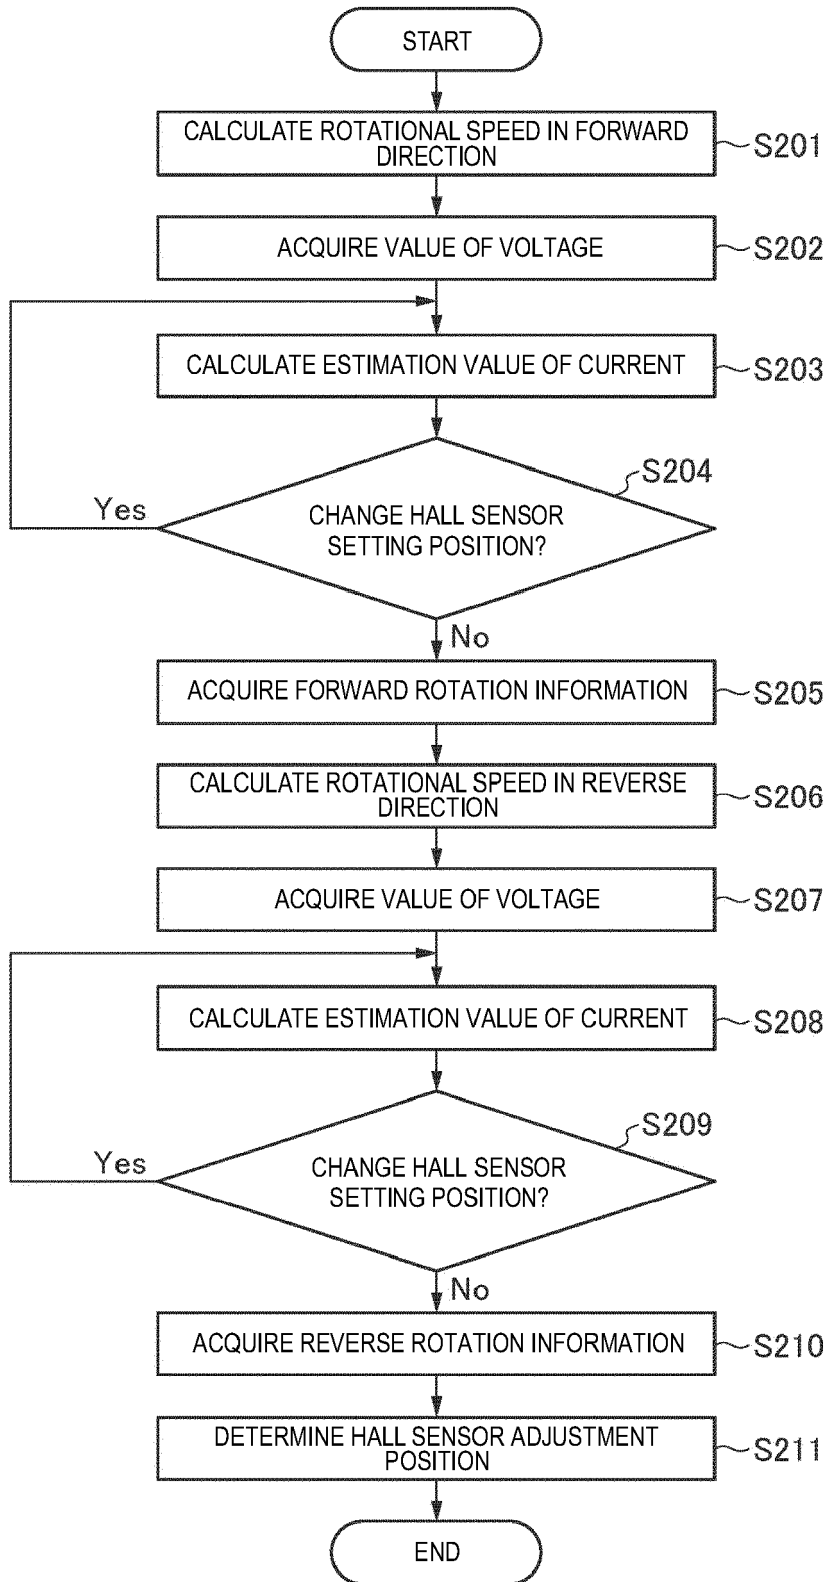 START
CALCULATE ROTATIONAL SPEED IN FORWARD
DIRECTION
S201
ACQUIRE VALUE OF VOLTAGE
S202
CALCULATE ESTIMATION VALUE OF CURRENT
S203
S204
Yes
CHANGE HALL SENSOR
SETTING POSITION?
No
ACQUIRE FORWARD ROTATION INFORMATION
S205
CALCULATE ROTATIONAL SPEED IN REVERSE
DIRECTION
S206
ACQUIRE VALUE OF VOLTAGE
S207
CALCULATE ESTIMATION VALUE OF CURRENT
S208
S209
Yes
CHANGE HALL SENSOR
SETTING POSITION?
No
ACQUIRE REVERSE ROTATION INFORMATION
S210
DETERMINE HALL SENSOR ADJUSTMENT
POSITION
S211
END